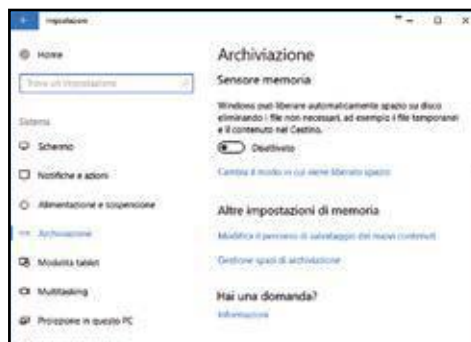 Impostazioni
Home
Trova un'impostazione
Sistema
Schermo
Notifiche e azioni
Alimentazione e sospensione
Archiviazione
Modalità tablet
Multitasking
Proiezione in questo PC
Archiviazione
Sensore memoria
Windows può liberare automaticamente spazio su disco
eliminando i file non necessari, ad esempio i file temporanei
e il contenuto nel Cestino.
Disattivato
Cambia il modo in cui viene liberato spazio
Altre impostazioni di memoria
Modifica il percorso di salvataggio dei nuovi contenuti
Gestione spazi di archiviazione
Hai una domanda?
Informazioni